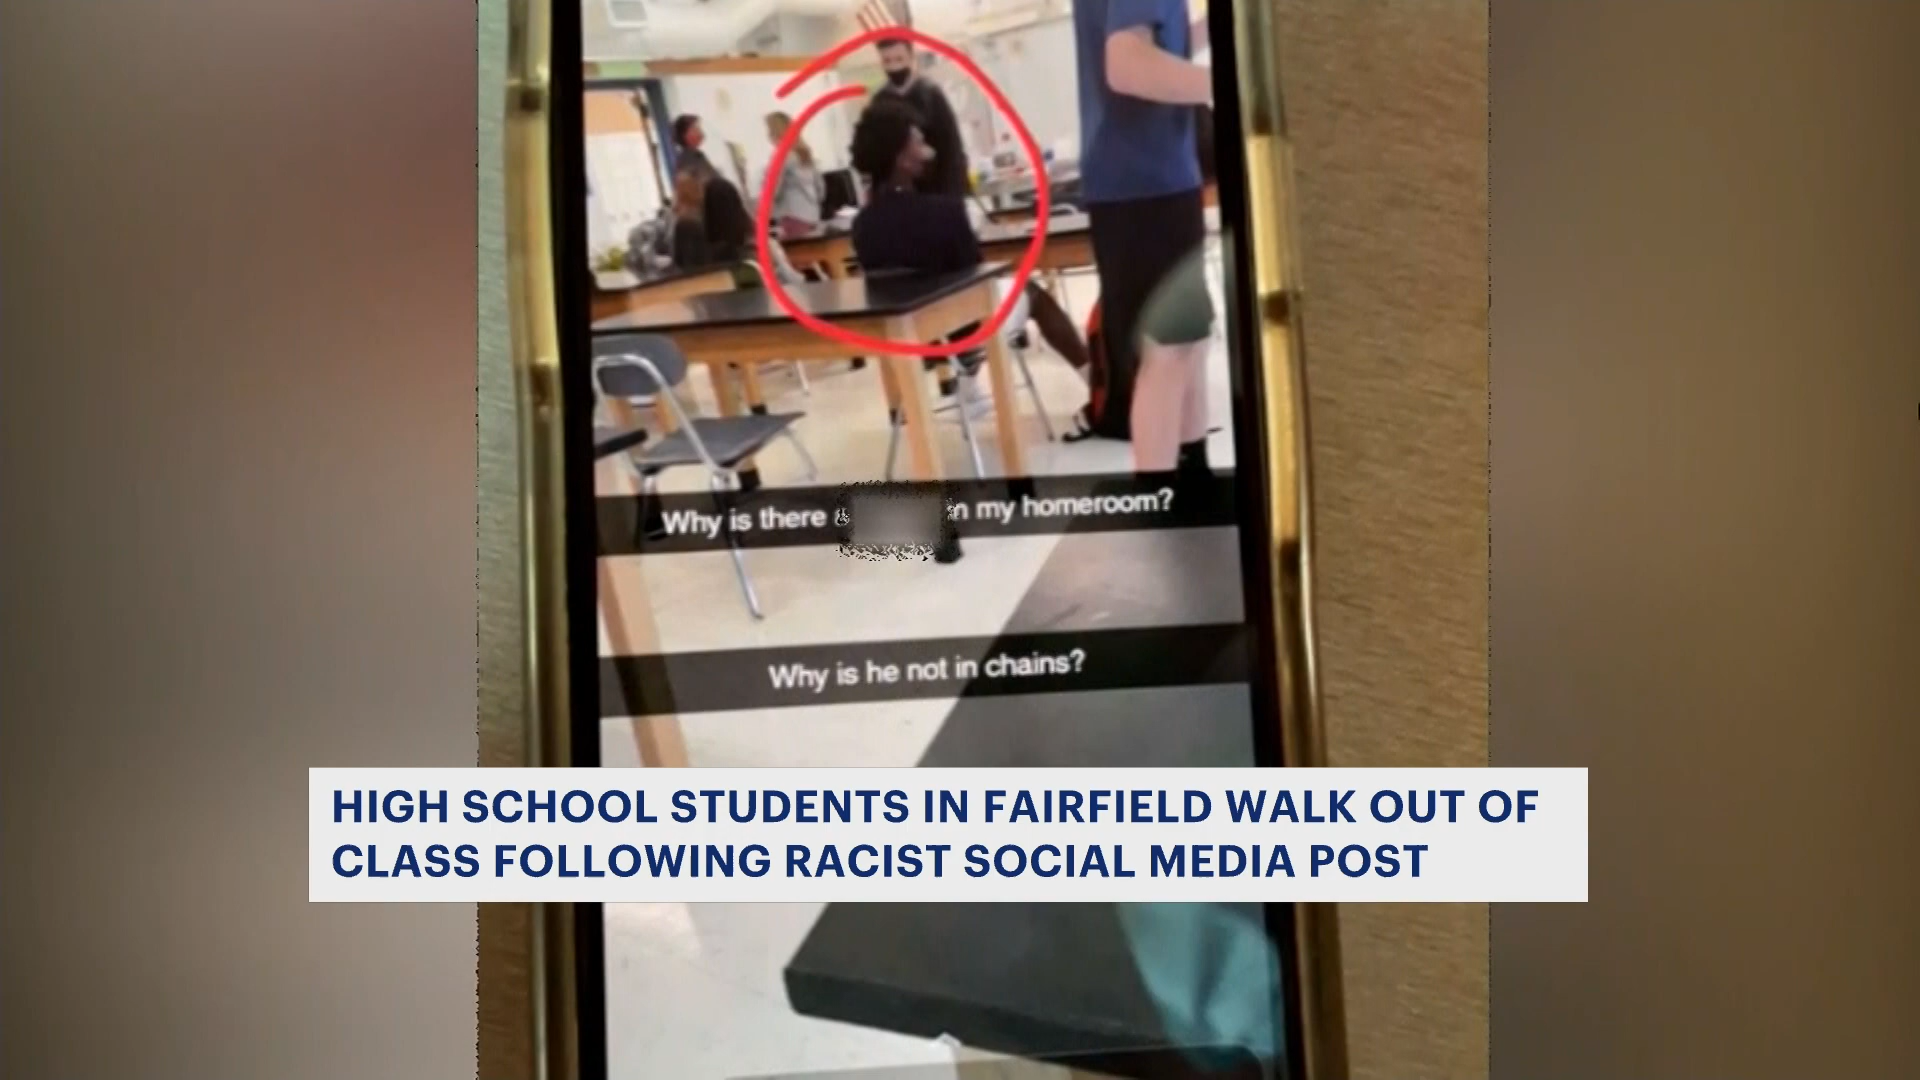 Why is there a my homeroom?
Why is he not in chains?
HIGH SCHOOL STUDENTS IN FAIRFIELD WALK OUT OF
CLASS FOLLOWING RACIST SOCIAL MEDIA POST